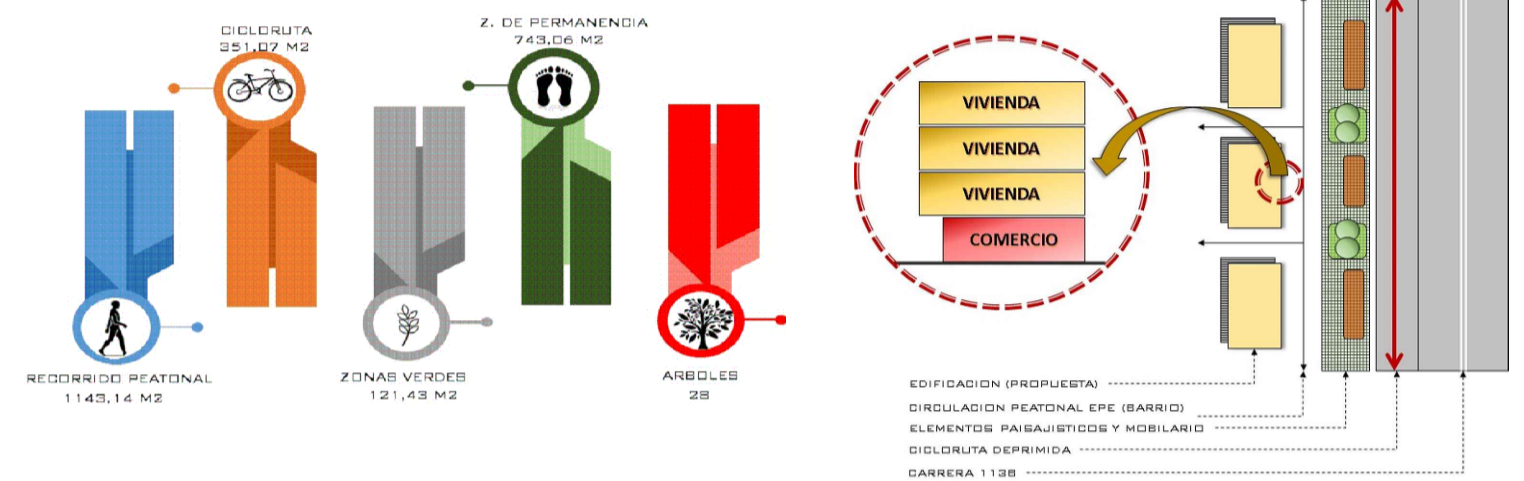 CICLORUTA
351,07 M2
Z. DE PERMANENCIA
743,06 M2
RECORRIDO PEATONAL
1143,14 M2
ZONAS VERDES
121,43 M2
ARBOLES
28
VIVIENDA
VIVIENDA
VIVIENDA
COMERCIO
EDIFICACION (PROPUESTA)
CIRCULACION PEATONAL EPE (BARRIO)
ELEMENTOS PAISAJISTICOS Y MOBILARIO
CICLORUTA DEPRIMIDA
CARRERA 113B